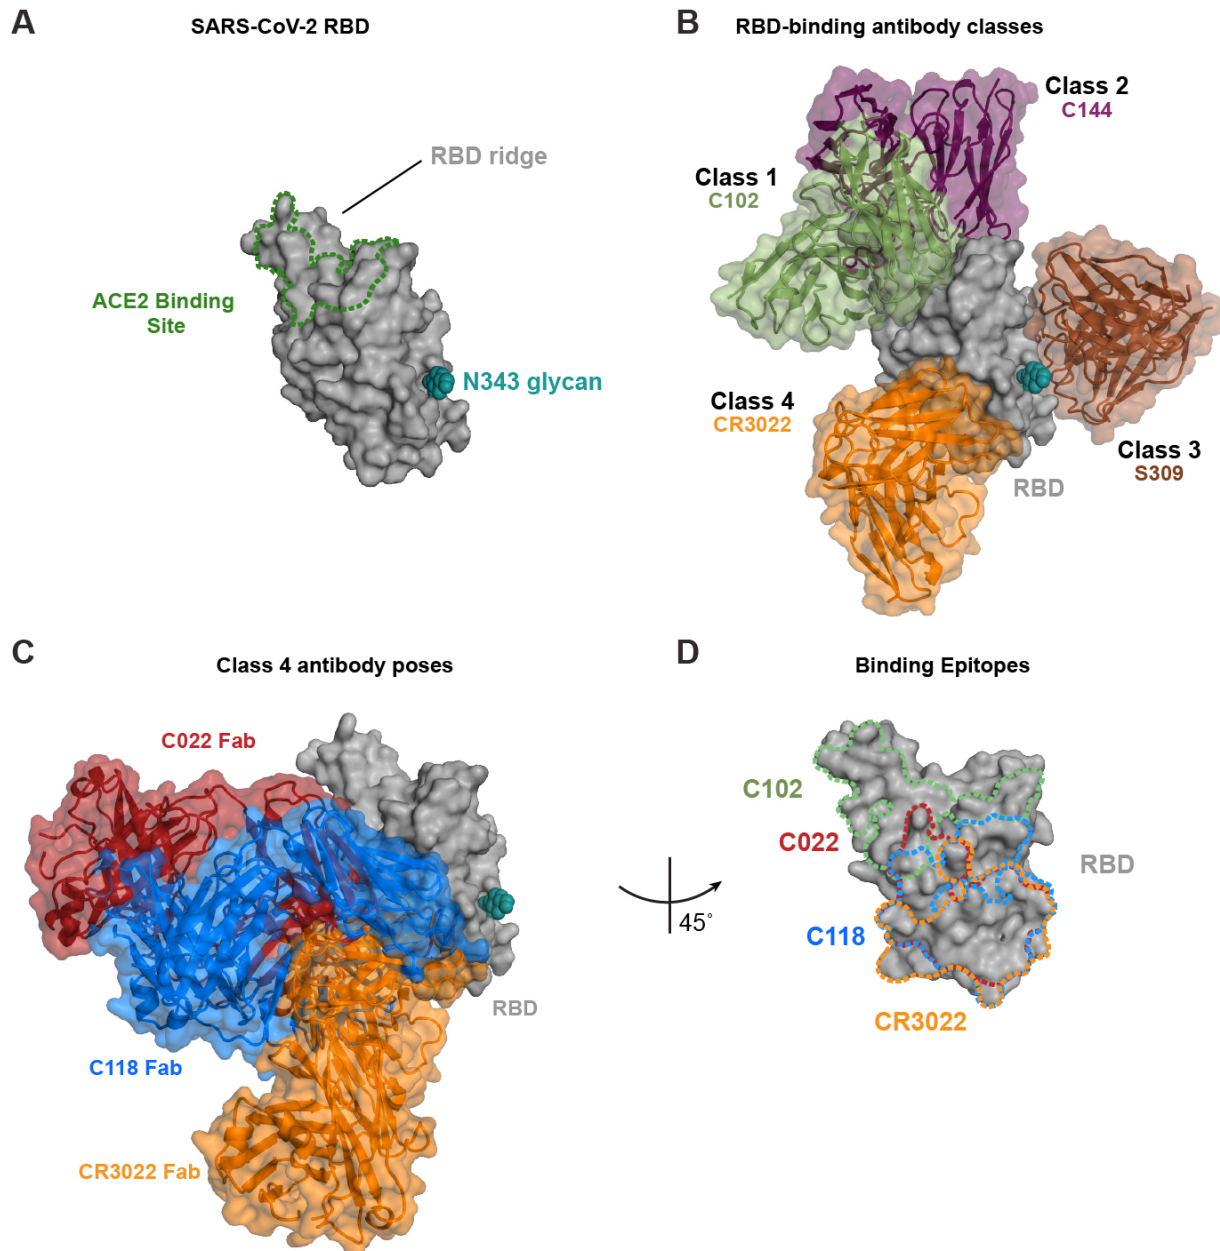 A
SARS-CoV-2 RBD
RBD ridge
ACE2 Binding
Site
N343 glycan
B
RBD-binding antibody classes
Class 2
C144
Class 1
C102
Class 4
CR3022
Class 3
S309
RBD
C
Class 4 antibody poses
C022 Fab
C118 Fab
CR3022 Fab
RBD
45°
D
Binding Epitopes
C102
C022
RBD
C118
CR3022